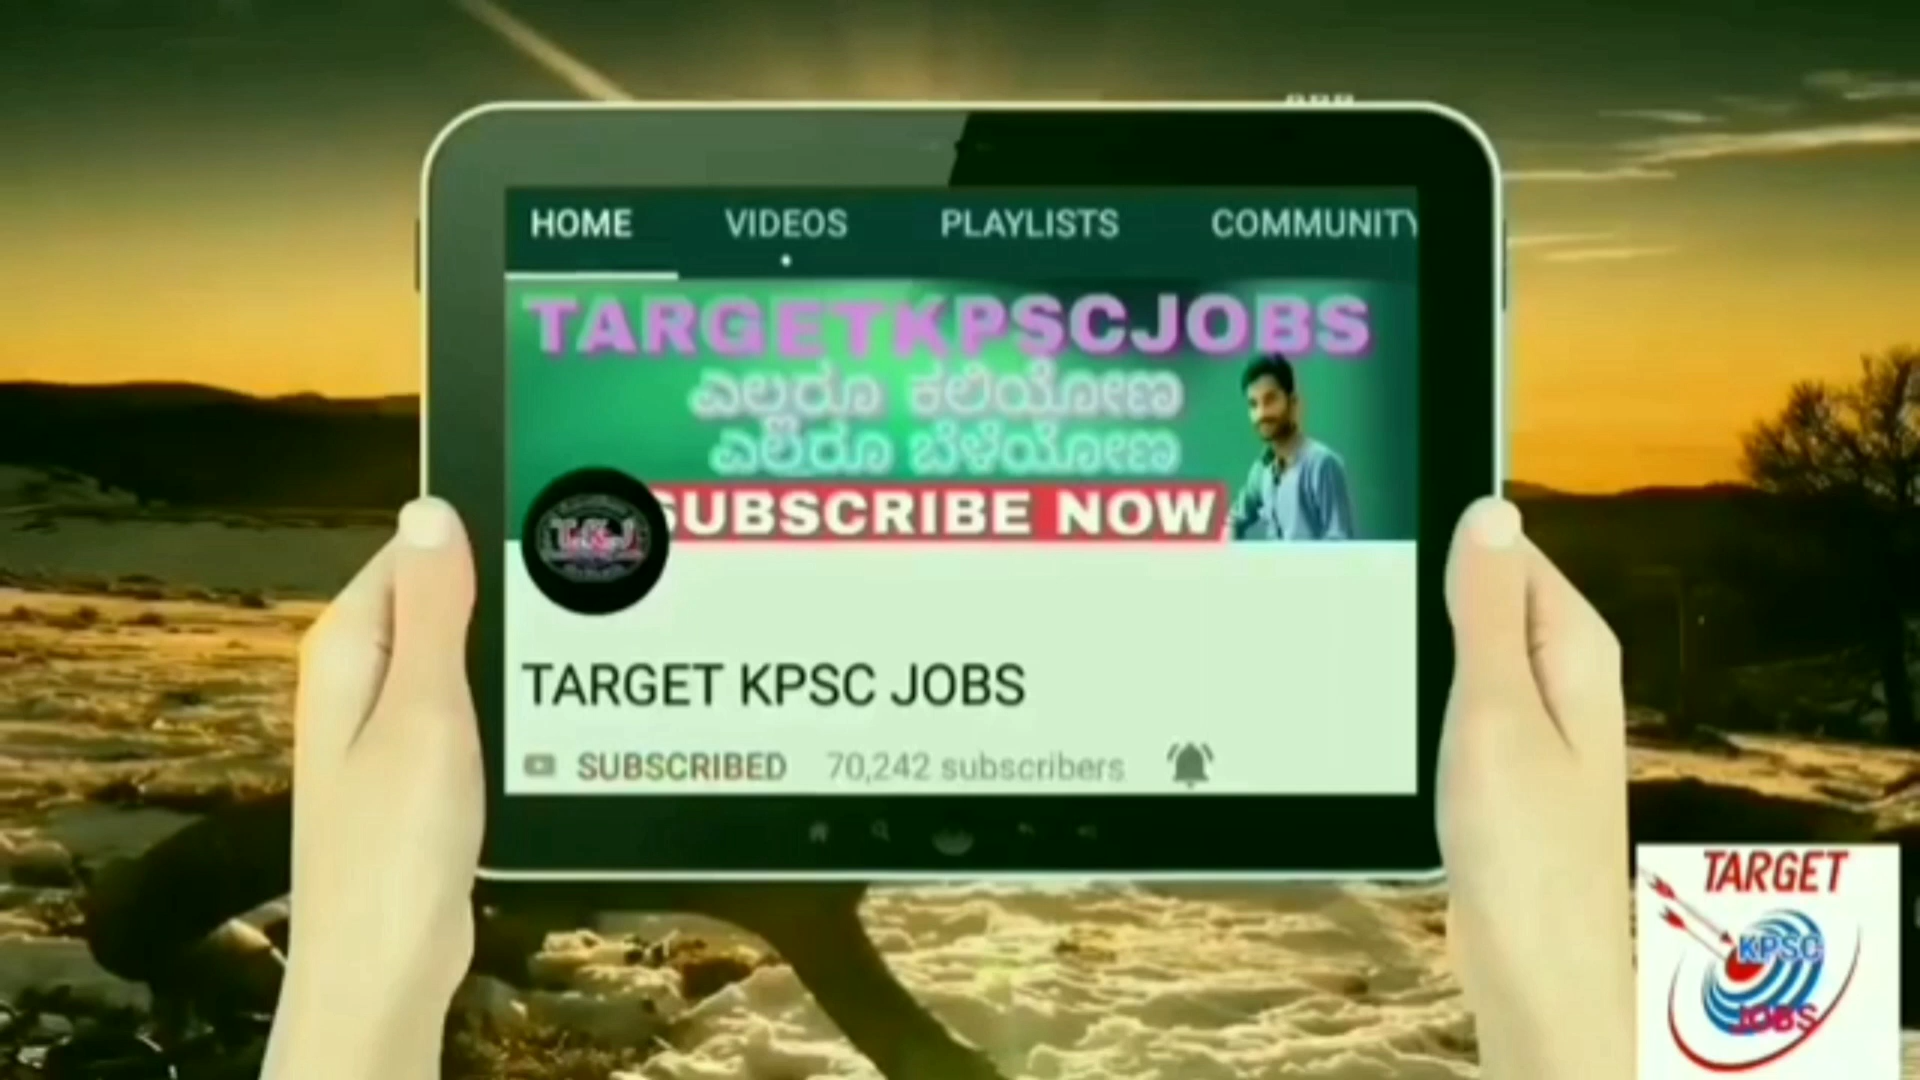 HOME VIDEOS PLAYLISTS COMMUNITY
TARGETKPSCJOBS
ಎಲ್ಲರೂ ಕಲಿಯೋಣ
ಎಲ್ಲರೂ ಬೆಳೆಯೋಣ
SUBSCRIBE NOW
TARGET KPSC JOBS
SUBSCRIBED 70,242 subscribers
TARGET
KPSC
JOBS